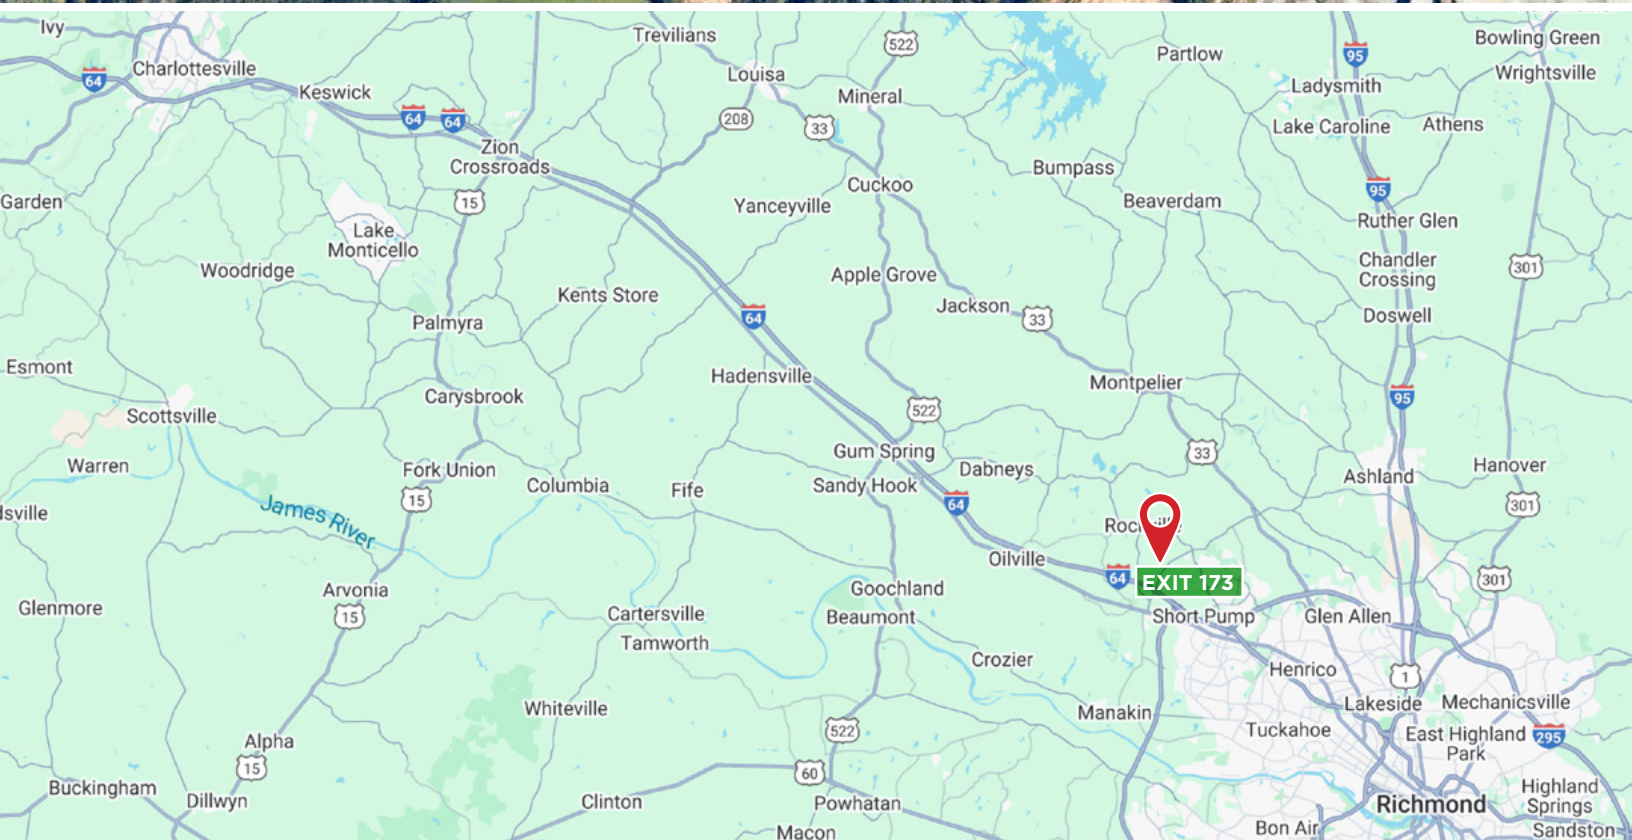 Ivy
Trevilians
522
Partlow
95
Bowling Green
Charlottesville
64
Louisa
Wrightsville
Keswick
Mineral
Ladysmith
64
64
208
33
Lake Caroline
Athens
Zion
Crossroads
Bumpass
Cuckoo
95
Garden
15
Yanceyville
Beaverdam
Ruther Glen
Lake
Monticello
Woodridge
Apple Grove
Chandler
Crossing
301
Kents Store
Jackson
33
64
Doswell
Palmyra
Esmont
Hadensville
Montpelier
Carysbrook
95
Scottsville
522
Gum Spring
33
Warren
Fork Union
Dabneys
Ashland
Hanover
Columbia
Fife
Sandy Hook
15
64
301
dsville
James River
Oilville
64
EXIT 173
301
Arvonia
Goochland
Glenmore
15
Cartersville
Beaumont
Short Pump
Glen Allen
Tamworth
Crozier
Henrico
1
Whiteville
Manakin
Lakeside
Mechanicsville
522
Tuckahoe
East Highland
Park
295
Alpha
15
60
Buckingham
Dillwyn
Clinton
Powhatan
Richmond
Highland
Springs
Macon
Bon Air
Sandston